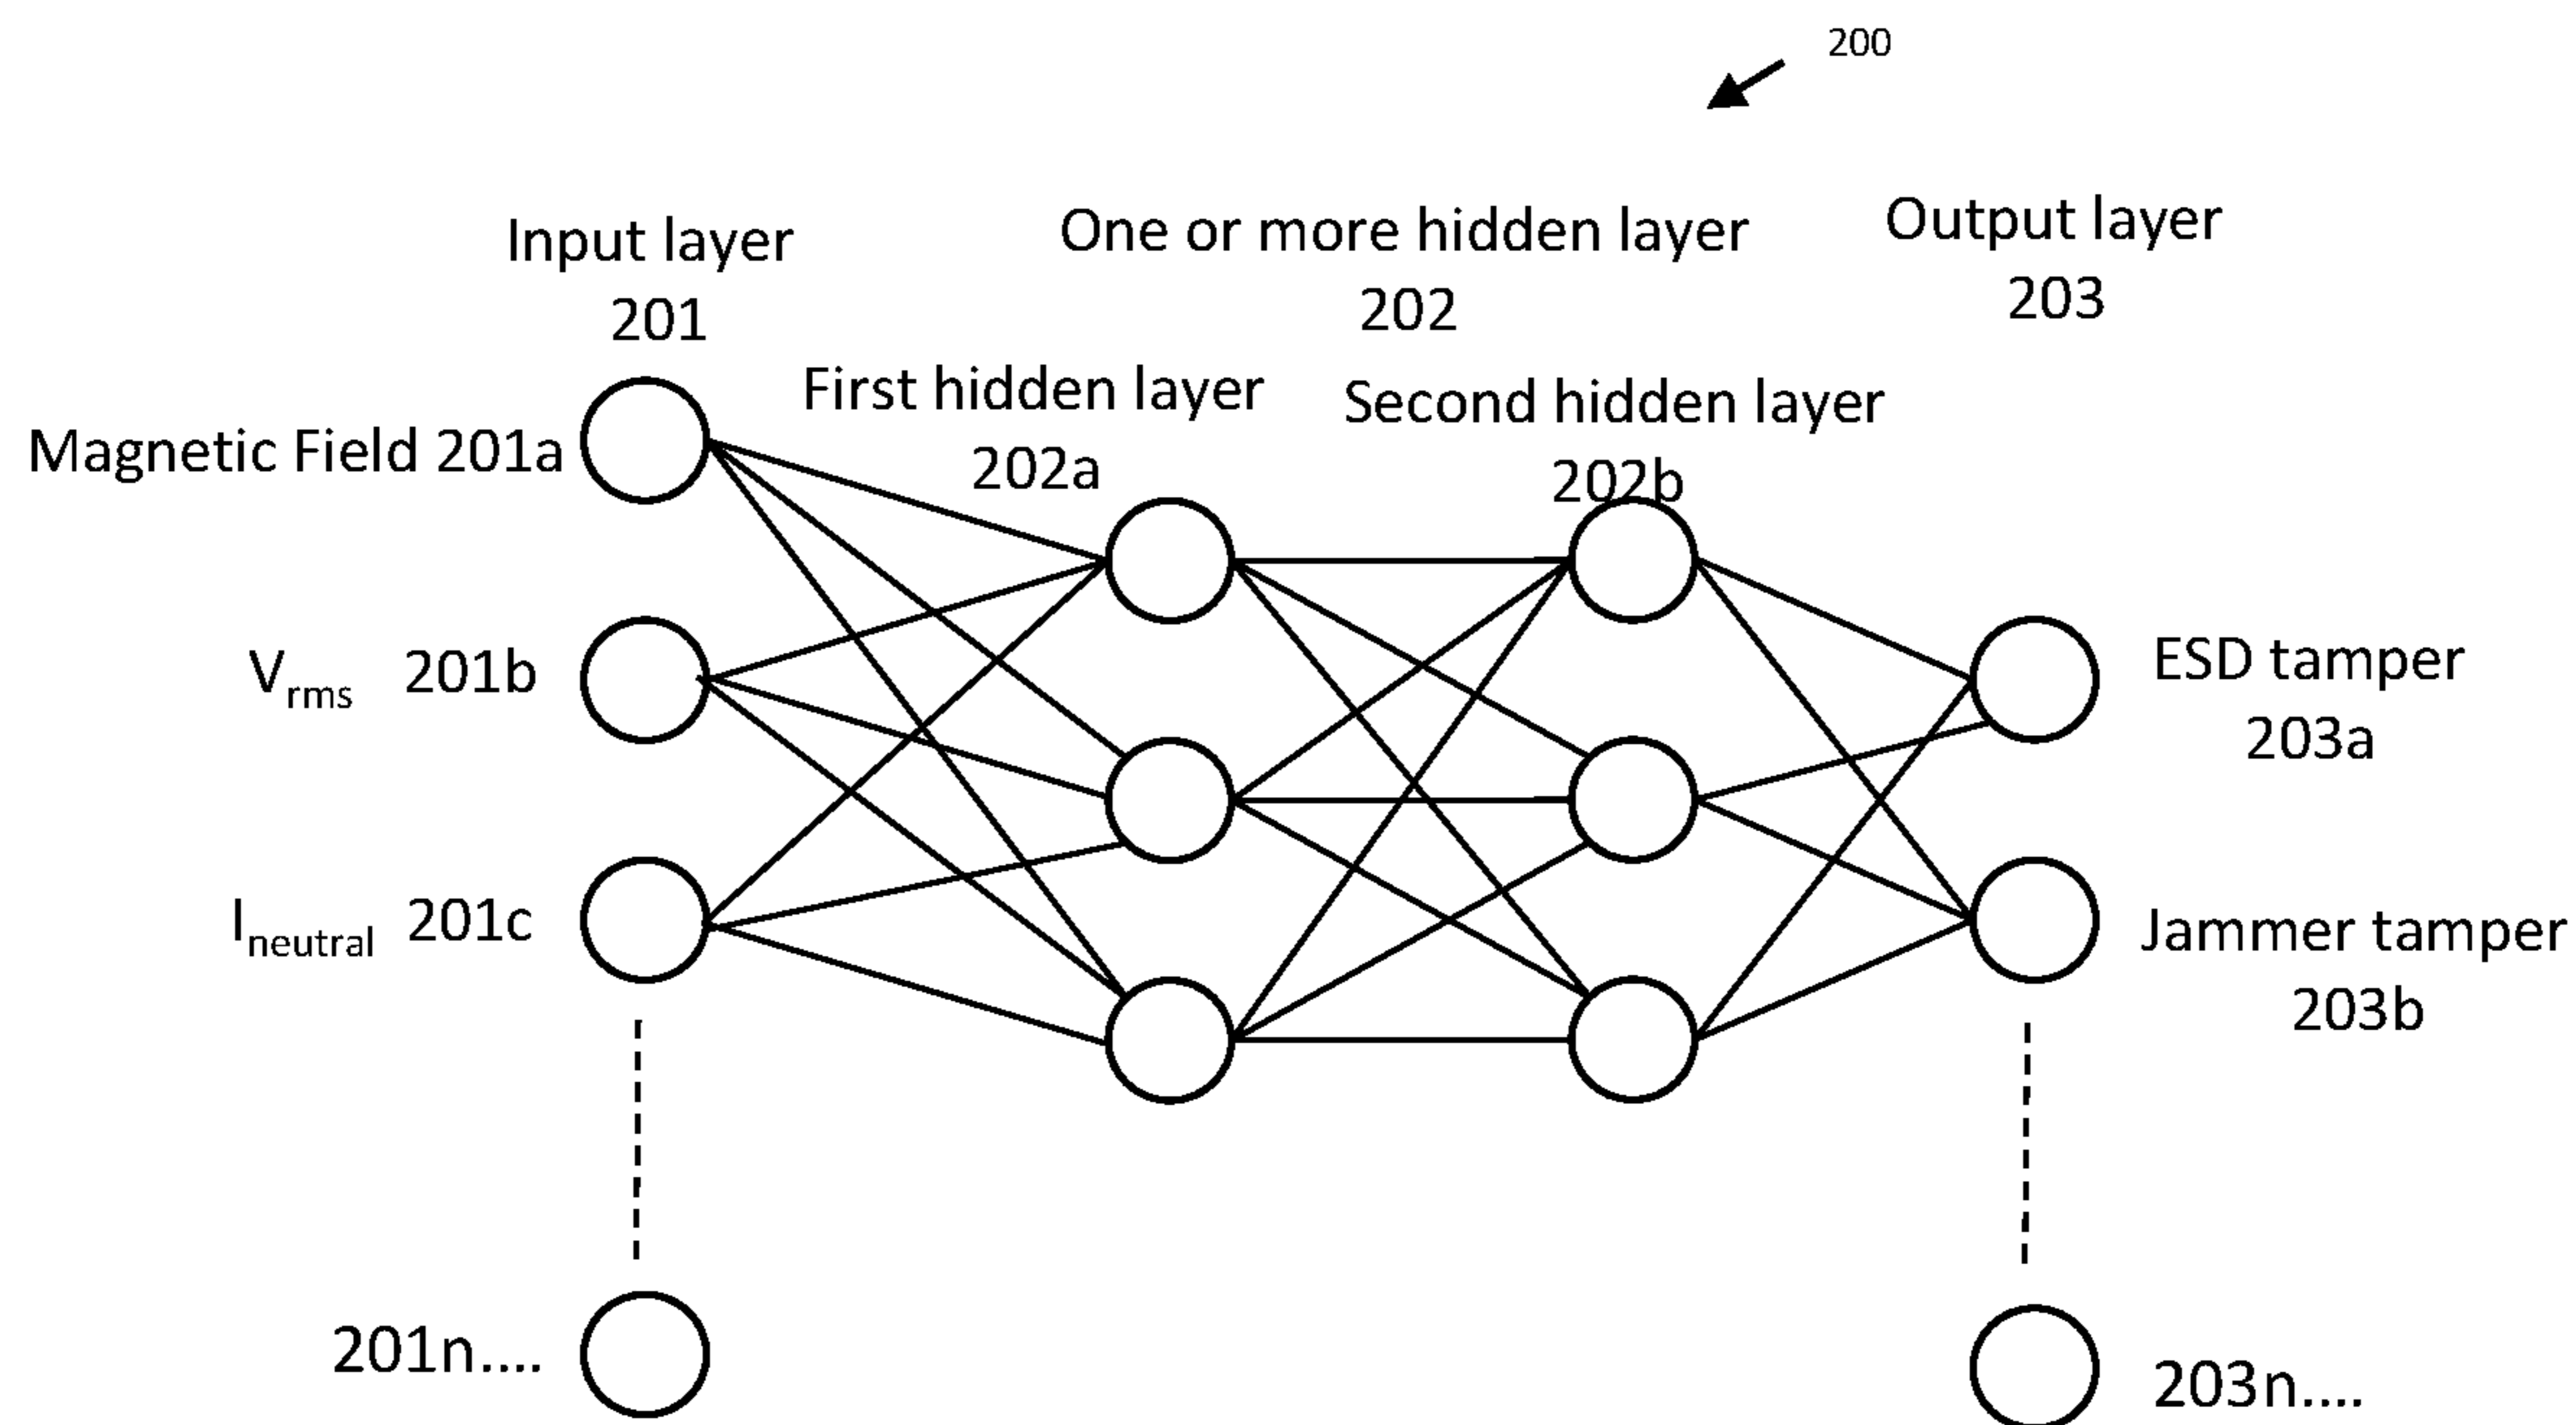 200
Input layer
201
One or more hidden layer
202
Output layer
203
First hidden layer
202a
Second hidden layer
202b
Magnetic Field 201a
Vrms 201b
Ineutral 201c
201n....
ESD tamper
203a
Jammer tamper
203b
203n....